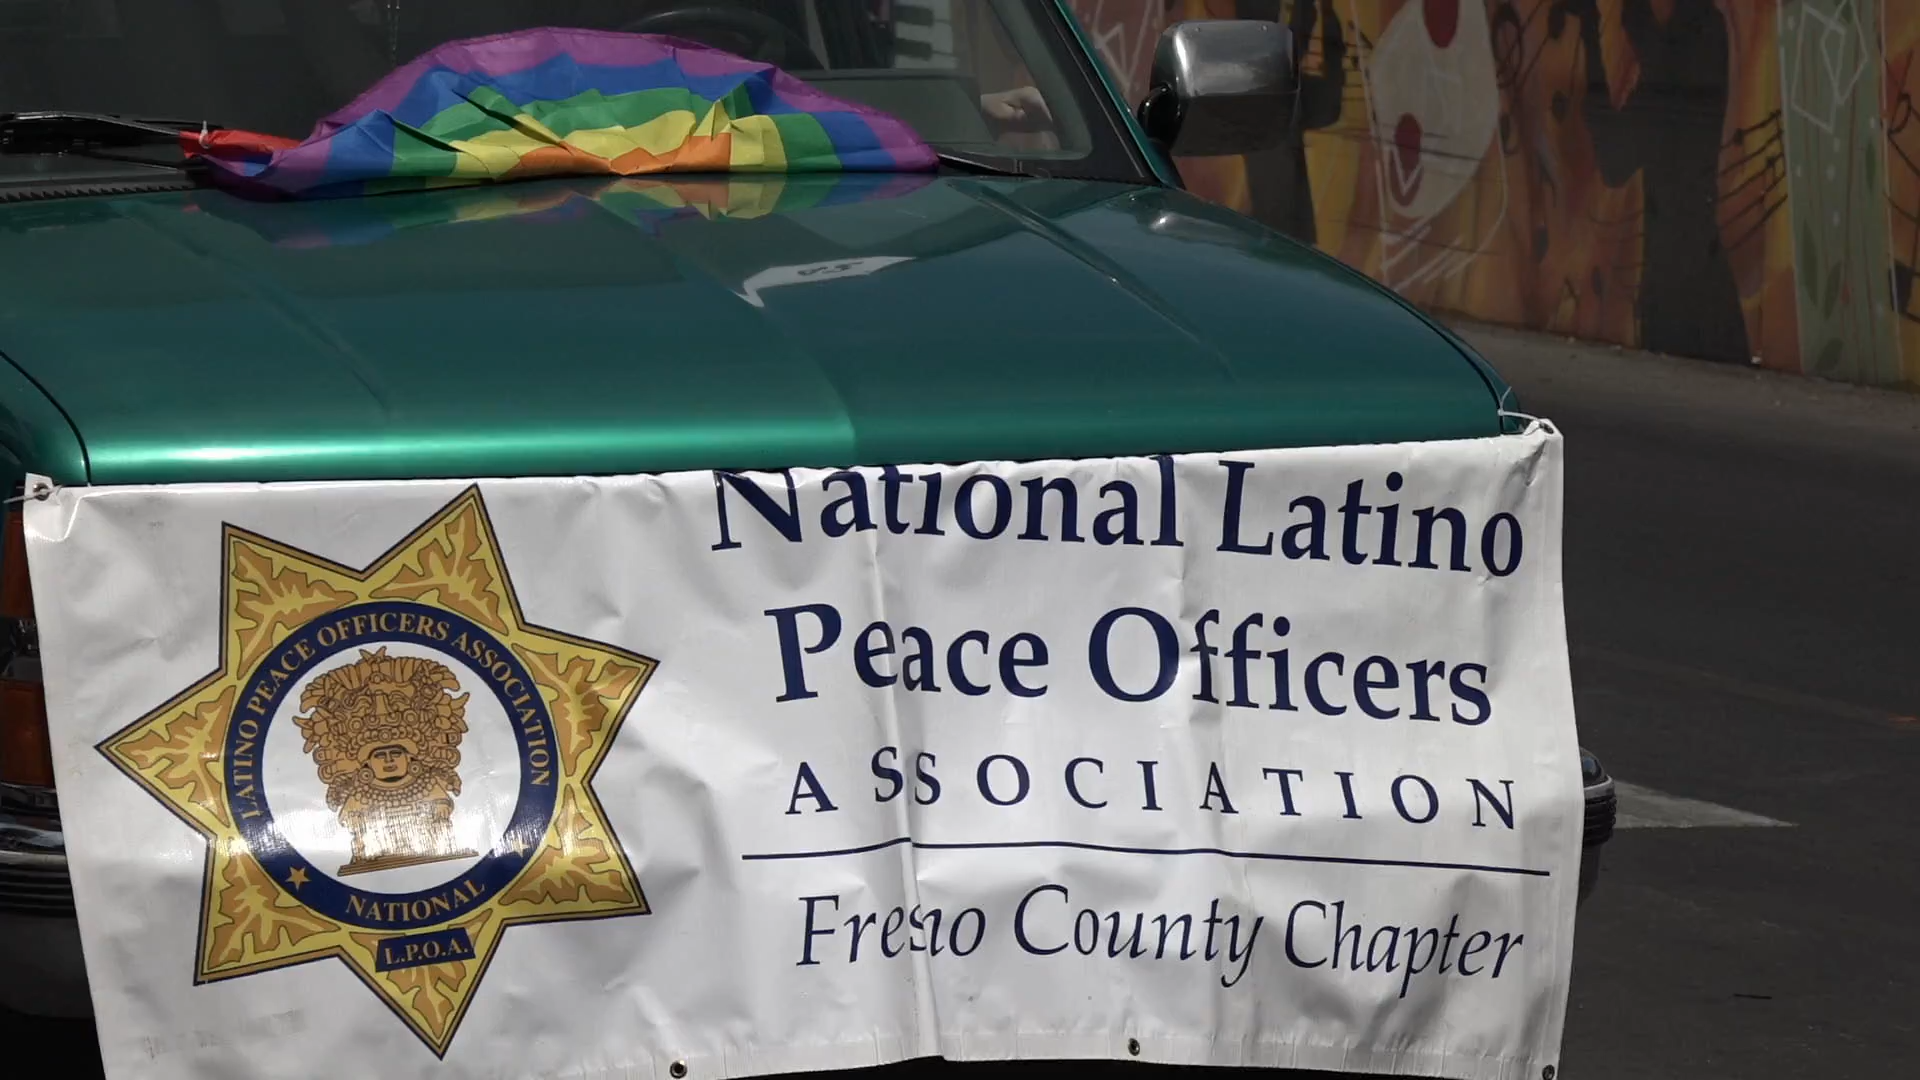 National Latino
Peace Officers
ASSOCIATION
Fresno County Chapter
LATINO PEACE OFFICERS ASSOCIATION
NATIONAL
L.P.O.A.